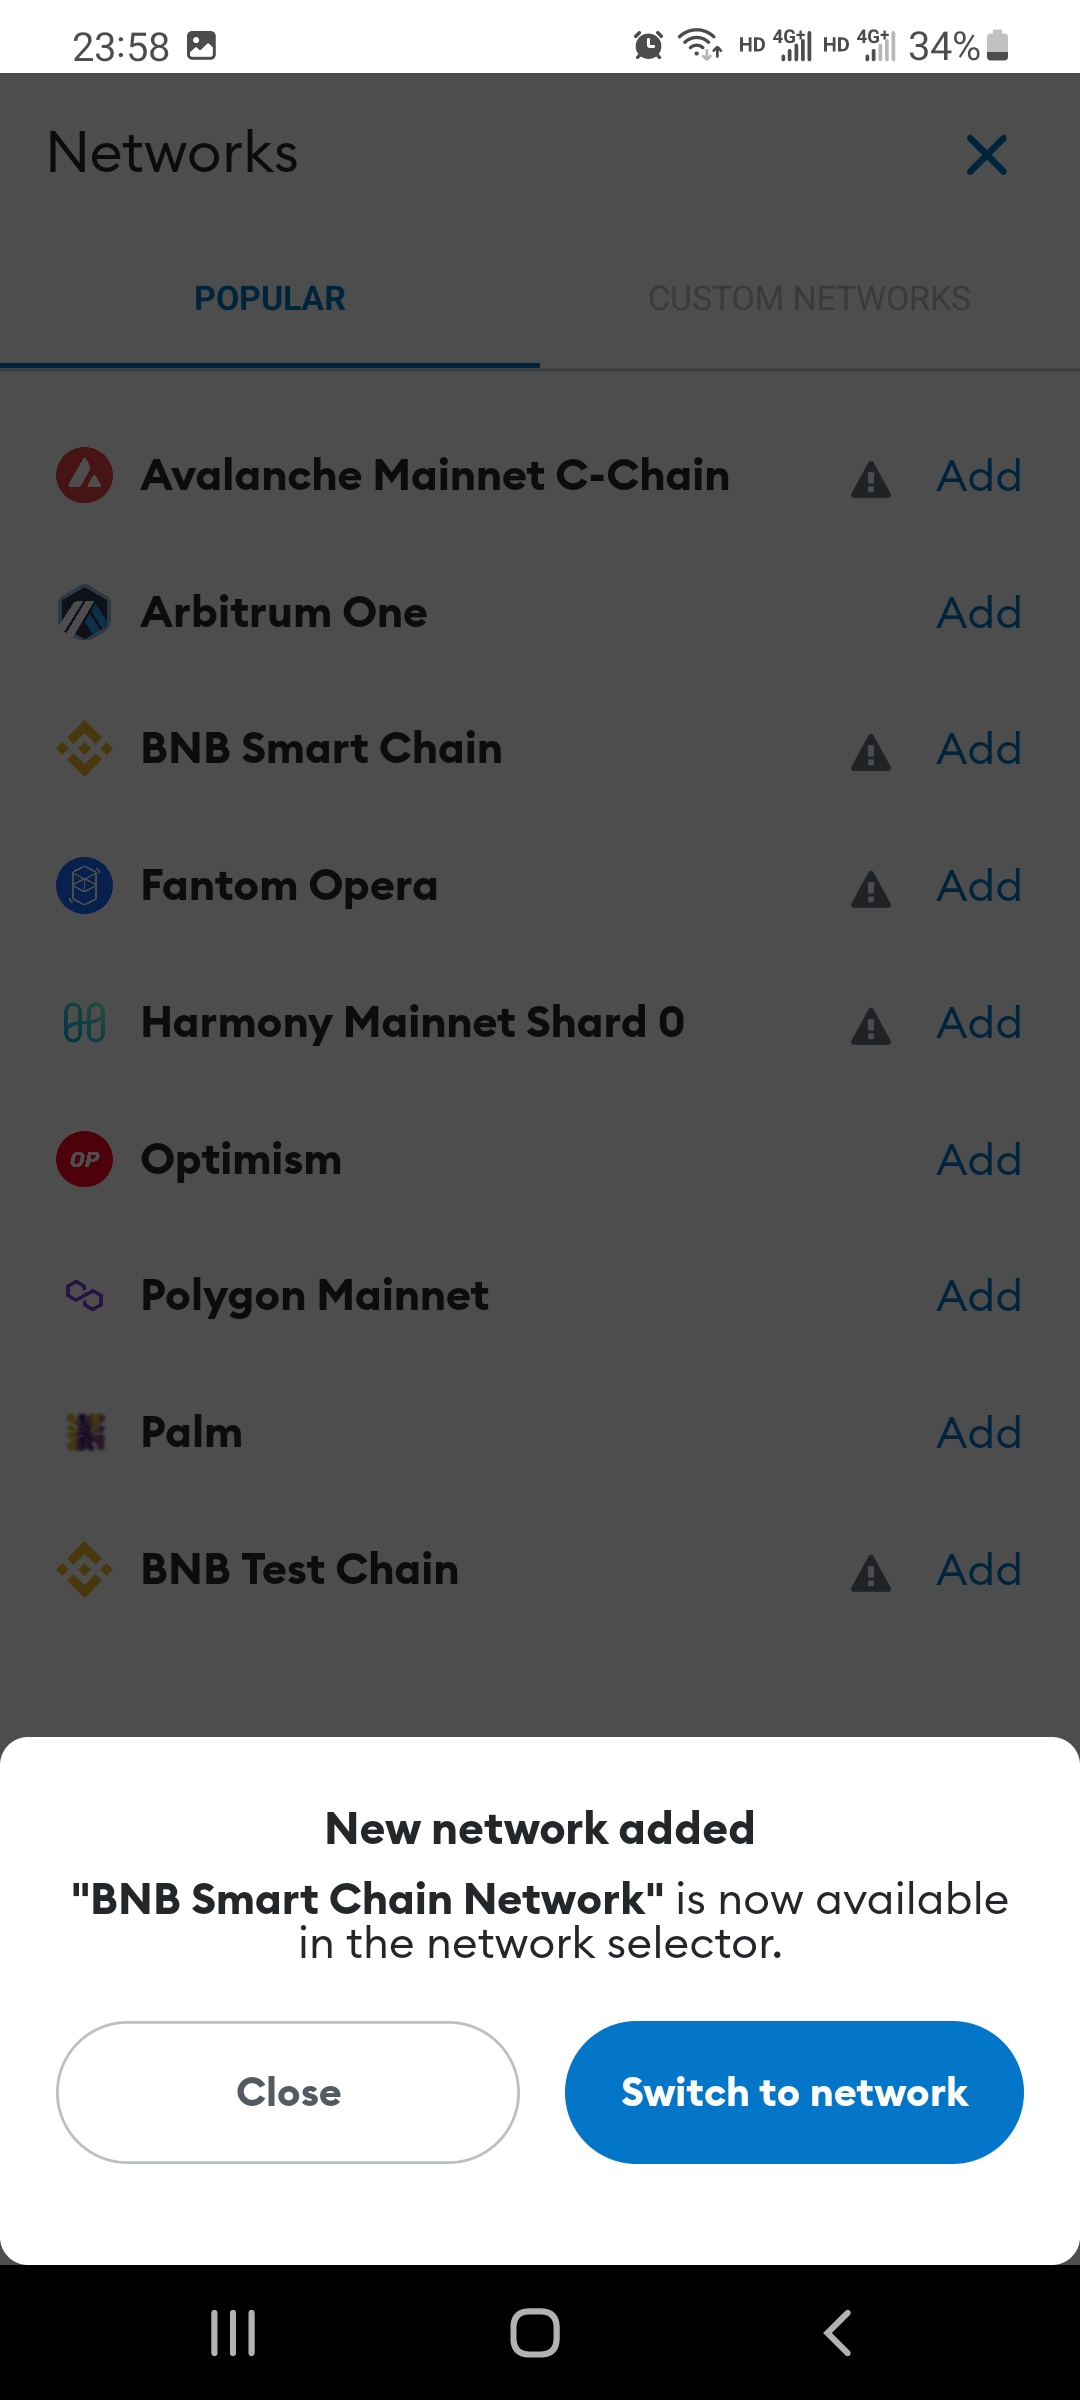 23:58 HD 4G+ HD 4G+ 34%
Networks
POPULAR CUSTOM NETWORKS
Avalanche Mainnet C-Chain Add
Arbitrum One Add
BNB Smart Chain Add
Fantom Opera Add
Harmony Mainnet Shard 0 Add
OP Optimism Add
Polygon Mainnet Add
Palm Add
BNB Test Chain Add
New network added
"BNB Smart Chain Network" is now available
in the network selector.
Close Switch to network